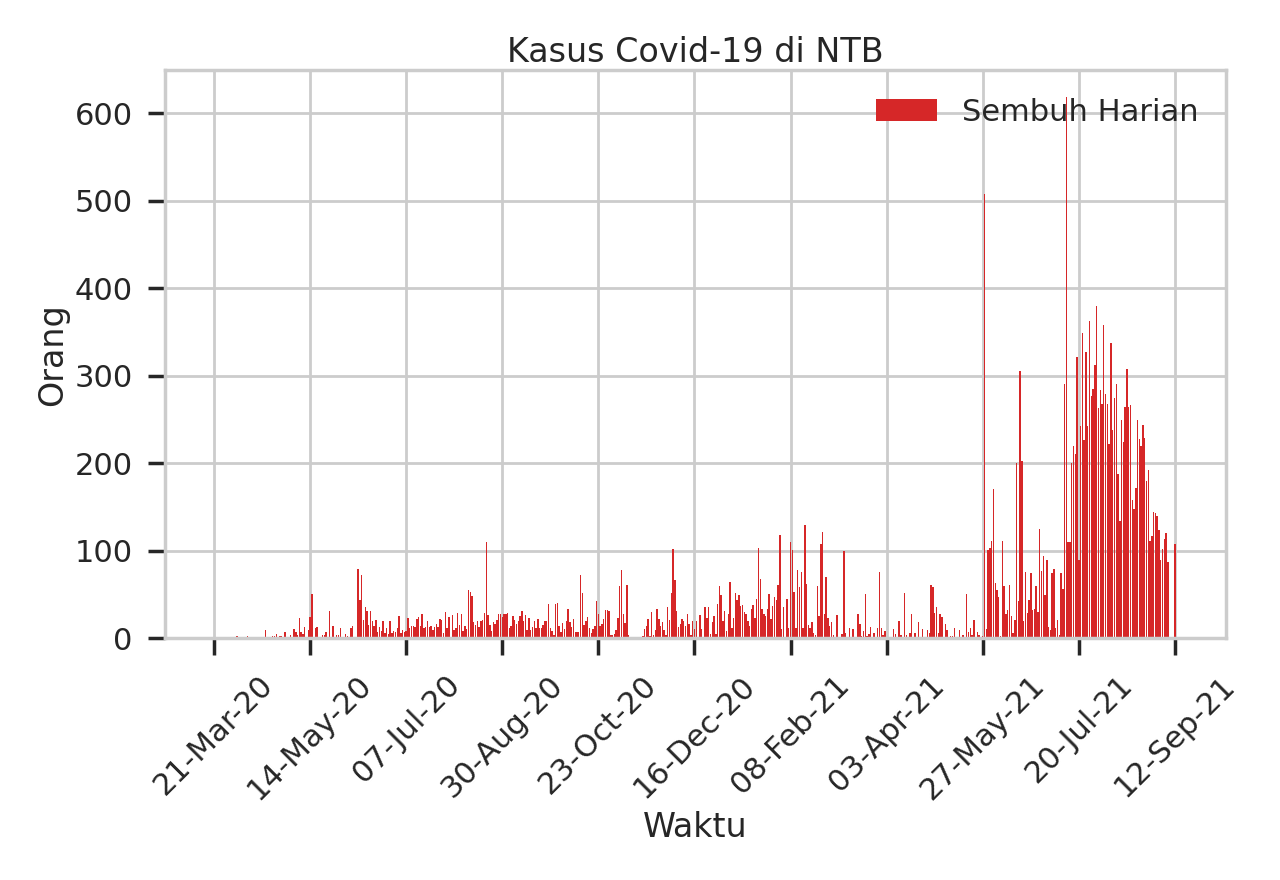 Kasus Covid-19 di NTB
Sembuh Harian
600
500
400
300
200
100
0
Orang
21-Mar-20
14-May-20
07-Jul-20
30-Aug-20
23-Oct-20
16-Dec-20
08-Feb-21
03-Apr-21
27-May-21
20-Jul-21
12-Sep-21
Waktu